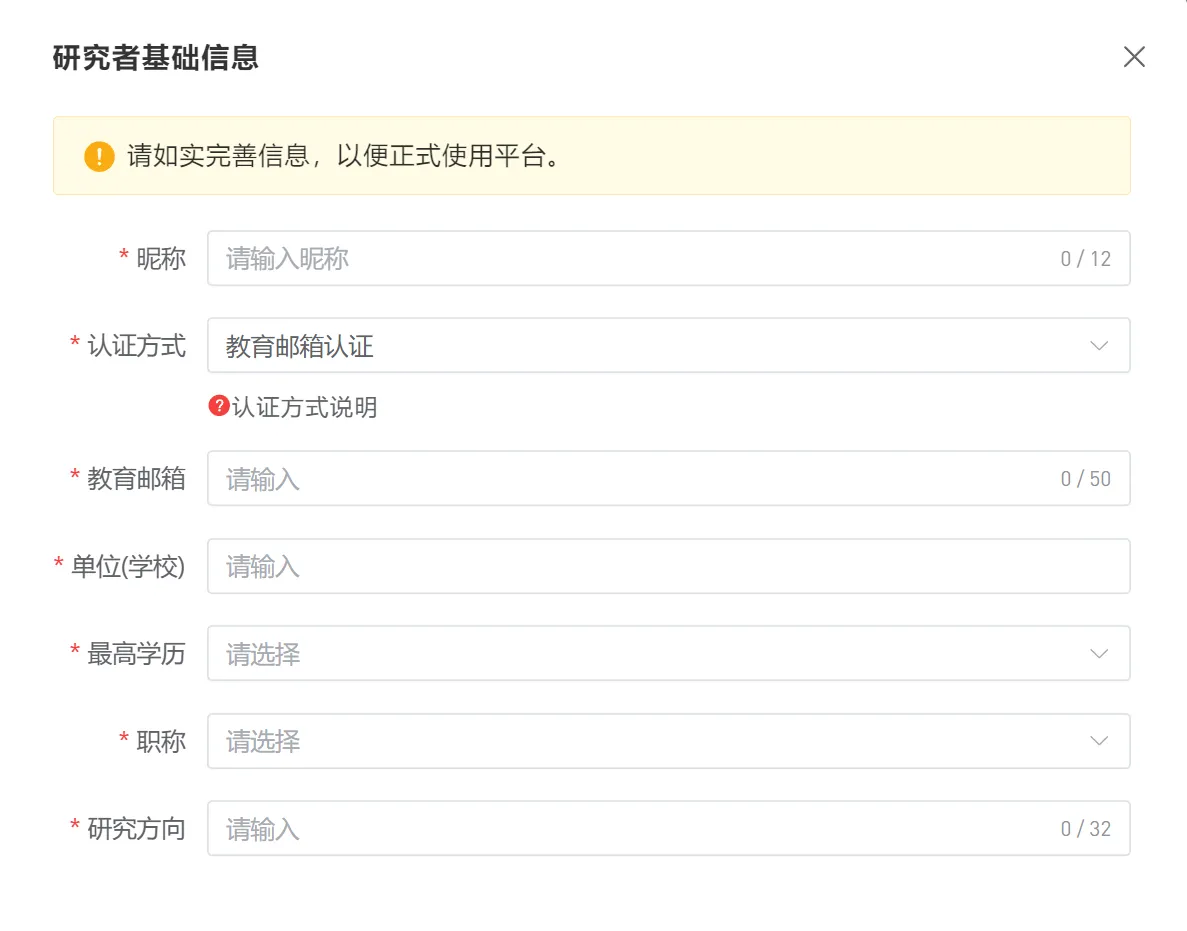 研究者基础信息
! 请如实完善信息，以便正式使用平台。
* 昵称 请输入昵称 0 / 12
* 认证方式 教育邮箱认证
? 认证方式说明
* 教育邮箱 请输入 0 / 50
* 单位(学校) 请输入
* 最高学历 请选择
* 职称 请选择
* 研究方向 请输入 0 / 32